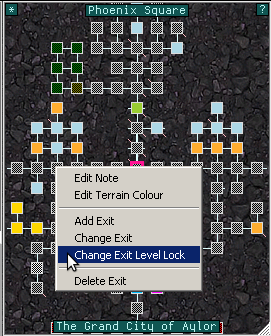 * Phoenix Square ?
Edit Note
Edit Terrain Colour
Add Exit
Change Exit
Change Exit Level Lock
Delete Exit
The Grand City of Aylor